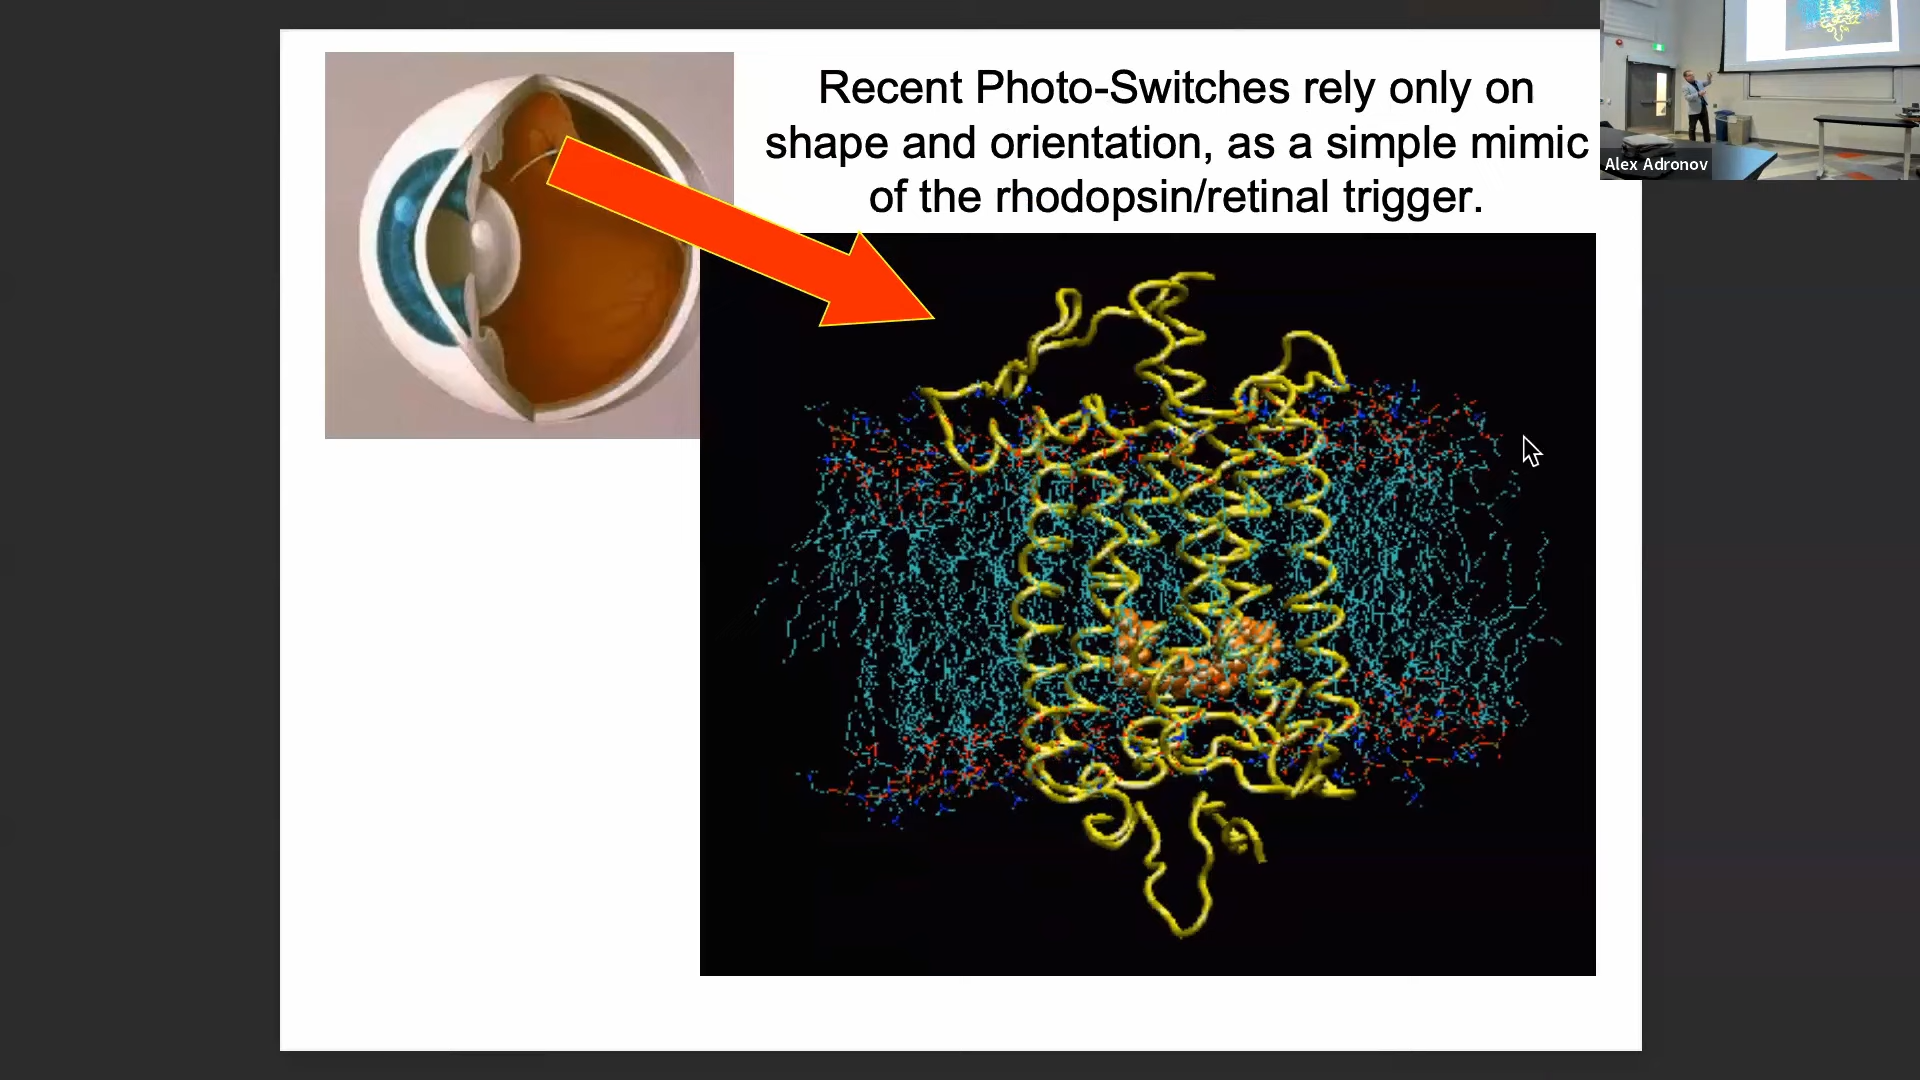 Recent Photo-Switches rely only on
shape and orientation, as a simple mimic
of the rhodopsin/retinal trigger.
Alex Adronov